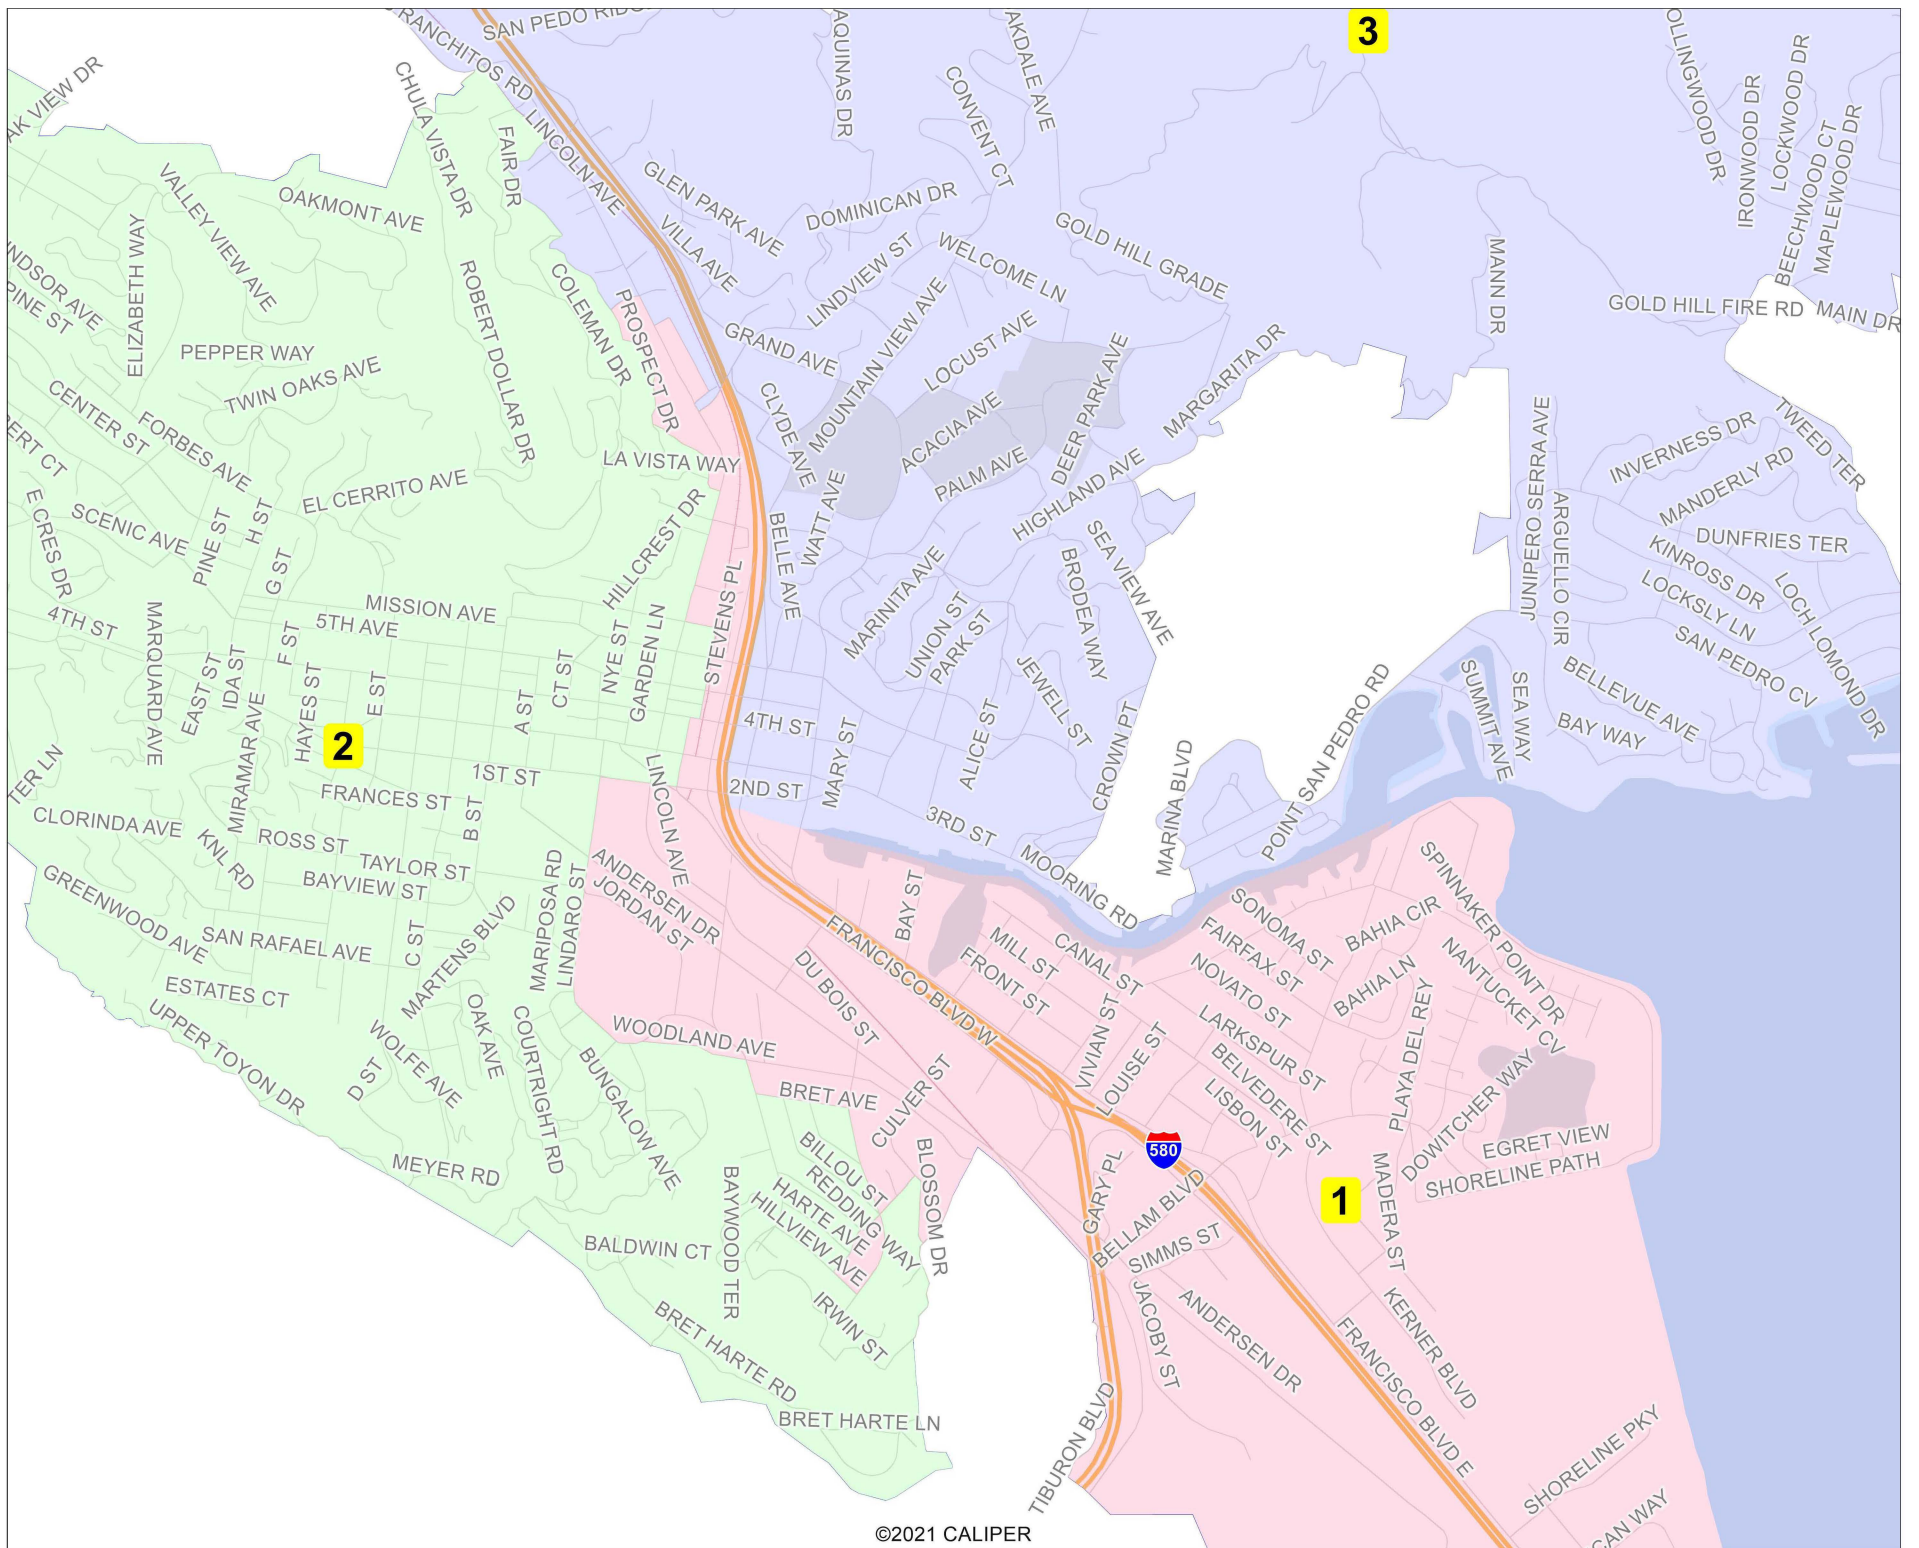 SAN PEDO RIDG
RANCHITOS RD
AQUINAS DR
AKDALE AVE
3
OLLINGWOOD DR
LOCKWOOD DR
IRONWOOD DR
BEECHWOOD CT
MAPLEWOOD DR
AK VIEW DR
CHULA VISTA DR
FAIR DR
LINCOLN AVE
CONVENT CT
GLEN PARK AVE
DOMINICAN DR
VALLEY VIEW AVE
OAKMONT AVE
ELIZABETH WAY
VILLA AVE
LINDVIEW ST
WELCOME LN
GOLD HILL GRADE
MANN DR
GOLD HILL FIRE RD
MAIN DR
NDSOR AVE
PINE ST
ROBERT DOLLAR DR
COLEMAN DR
PROSPECT DR
GRAND AVE
MOUNTAIN VIEW AVE
LOCUST AVE
DEER PARK AVE
MARGARITA DR
PEPPER WAY
TWIN OAKS AVE
CENTER ST
FORBES AVE
CLYDE AVE
ACACIA AVE
PALM AVE
HIGHLAND AVE
JUNIPERO SERRA AVE
INVERNESS DR
TWEED TER
MANDERLY RD
ERT CT
LA VISTA WAY
EL CERRITO AVE
E CRES DR
SCENIC AVE
PINE ST
H ST
G ST
HILLCREST DR
BELLE AVE
WATT AVE
SEA VIEW AVE
BRODEA WAY
ARGUELLO CIR
DUNFRIES TER
KINROSS DR
LOCKSLY LN
LOCH LOMOND DR
SAN PEDRO CV
4TH ST
MARQUARD AVE
MISSION AVE
5TH AVE
F ST
EAST ST
IDA ST
HAYES ST
E ST
A ST
CT ST
NYE ST
GARDEN LN
STEVENS PL
MARINITA AVE
UNION ST
PARK ST
JEWELL ST
POINT SAN PEDRO RD
SUMMIT AVE
SEA WAY
BELLEVUE AVE
BAY WAY
TER LN
MIRAMAR AVE
2
1ST ST
FRANCES ST
LINCOLN AVE
4TH ST
2ND ST
MARY ST
ALICE ST
3RD ST
CROWN PT
MARINA BLVD
CLORINDA AVE
KNL RD
ROSS ST
TAYLOR ST
BAYVIEW ST
B ST
MARIPOSA RD
LINDARO ST
ANDERSEN DR
JORDAN ST
MOORING RD
SPINNAKER POINT DR
GREENWOOD AVE
SAN RAFAEL AVE
C ST
MARTENS BLVD
BAY ST
FRANCISCO BLVD W
MILL ST
FRONT ST
CANAL ST
SONOMA ST
FAIRFAX ST
NOVATO ST
BAHIA CIR
BAHIA LN
NANTUCKET CV
ESTATES CT
UPPER TOYON DR
OAK AVE
COURTRIGHT RD
WOODLAND AVE
DU BOIS ST
VIVIAN ST
LOUISE ST
LARKSPUR ST
BELVEDERE ST
LISBON ST
PLAYA DEL REY
DOWITCHER WAY
D ST
WOLFE AVE
BUNGALOW AVE
BRET AVE
CULVER ST
580
EGRET VIEW
SHORELINE PATH
MEYER RD
BILLOU ST
REDDING WAY
HARTE AVE
HILLVIEW AVE
BAYWOOD TER
BLOSSOM DR
GARY PL
BELLAM BLVD
SIMMS ST
1
MADERA ST
BALDWIN CT
IRWIN ST
JACOBY ST
ANDERSEN DR
KERNER BLVD
FRANCISCO BLVD E
BRET HARTE RD
BRET HARTE LN
TIBURON BLVD
SHORELINE PKY
CAN WAY
©2021 CALIPER